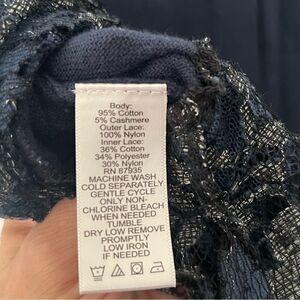 Body:
95% Cotton
5% Cashmere
Outer Lace:
100% Nylon
Inner Lace:
36% Cotton
34% Polyester
30% Nylon
RN 87935
MACHINE WASH
COLD SEPARATELY
GENTLE CYCLE
ONLY NON-
CHLORINE BLEACH
WHEN NEEDED
TUMBLE
DRY LOW REMOVE
PROMPTLY
LOW IRON
IF NEEDED